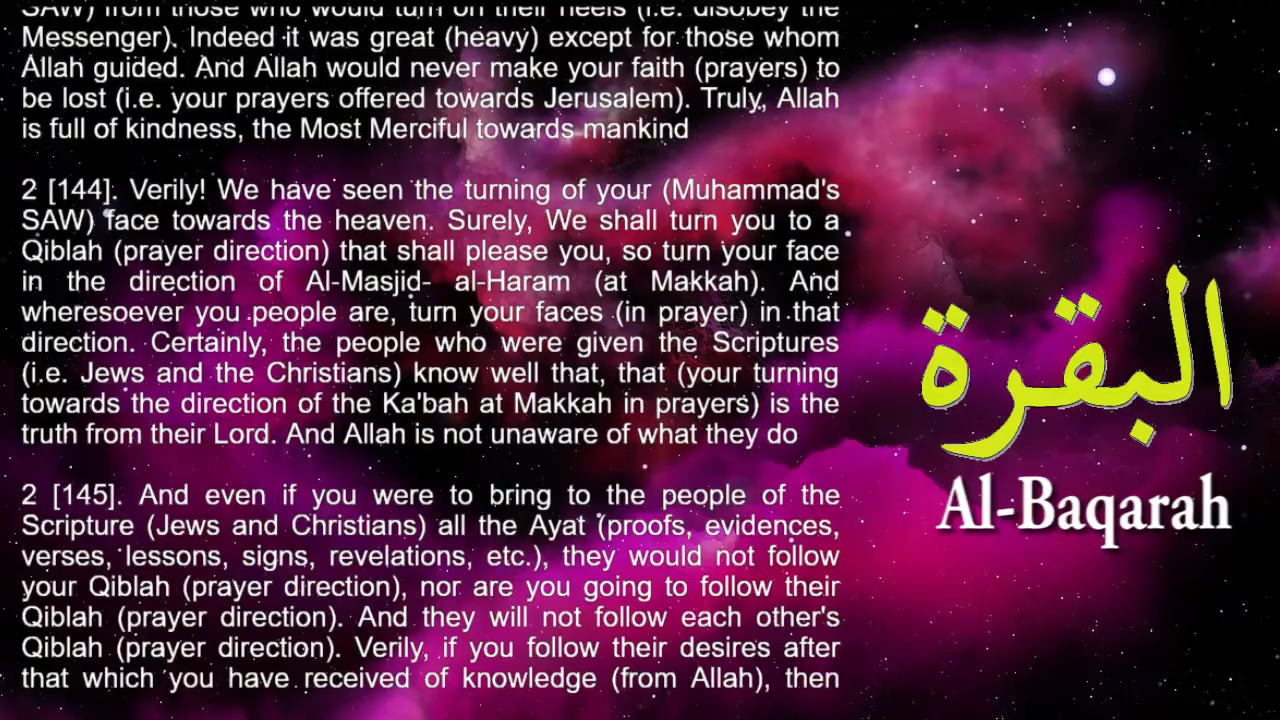 SAW) from those who would turn on their heels (i.e. disobey the
Messenger). Indeed it was great (heavy) except for those whom
Allah guided. And Allah would never make your faith (prayers) to
be lost (i.e. your prayers offered towards Jerusalem). Truly, Allah
is full of kindness, the Most Merciful towards mankind
2 [144]. Verily! We have seen the turning of your (Muhammad's
SAW) face towards the heaven. Surely, We shall turn you to a
Qiblah (prayer direction) that shall please you, so turn your face
in the direction of Al-Masjid- al-Haram (at Makkah). And
wheresoever you people are, turn your faces (in prayer) in that
direction. Certainly, the people who were given the Scriptures
(i.e. Jews and the Christians) know well that, that (your turning
towards the direction of the Ka'bah at Makkah in prayers) is the
truth from their Lord. And Allah is not unaware of what they do
2 [145]. And even if you were to bring to the people of the
Scripture (Jews and Christians) all the Ayat (proofs, evidences,
verses, lessons, signs, revelations, etc.), they would not follow
your Qiblah (prayer direction), nor are you going to follow their
Qiblah (prayer direction). And they will not follow each other's
Qiblah (prayer direction). Verily, if you follow their desires after
that which you have received of knowledge (from Allah), then
البقرة
Al-Baqarah